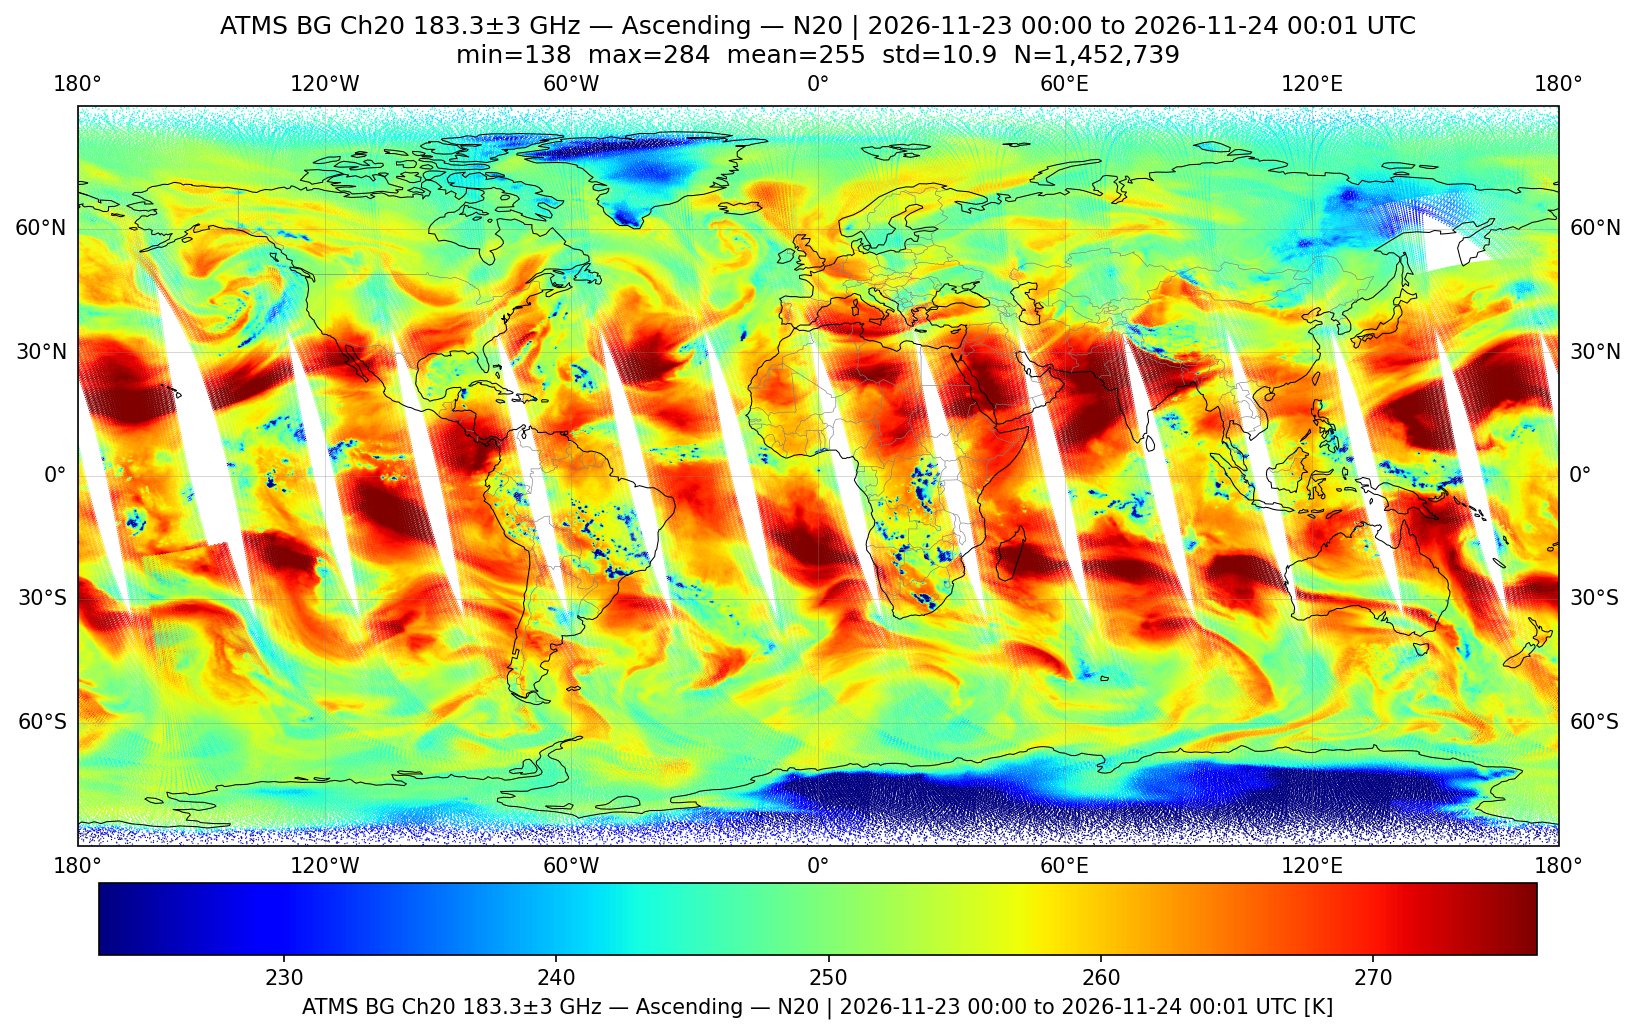 ATMS BG Ch20 183.3±3 GHz — Ascending — N20 | 2026-11-23 00:00 to 2026-11-24 00:01 UTC
min=138 max=284 mean=255 std=10.9 N=1,452,739
180° 120°W 60°W 0° 60°E 120°E 180°
60°N 60°N
30°N 30°N
0° 0°
30°S 30°S
60°S 60°S
180° 120°W 60°W 0° 60°E 120°E 180°
230 240 250 260 270
ATMS BG Ch20 183.3±3 GHz — Ascending — N20 | 2026-11-23 00:00 to 2026-11-24 00:01 UTC [K]